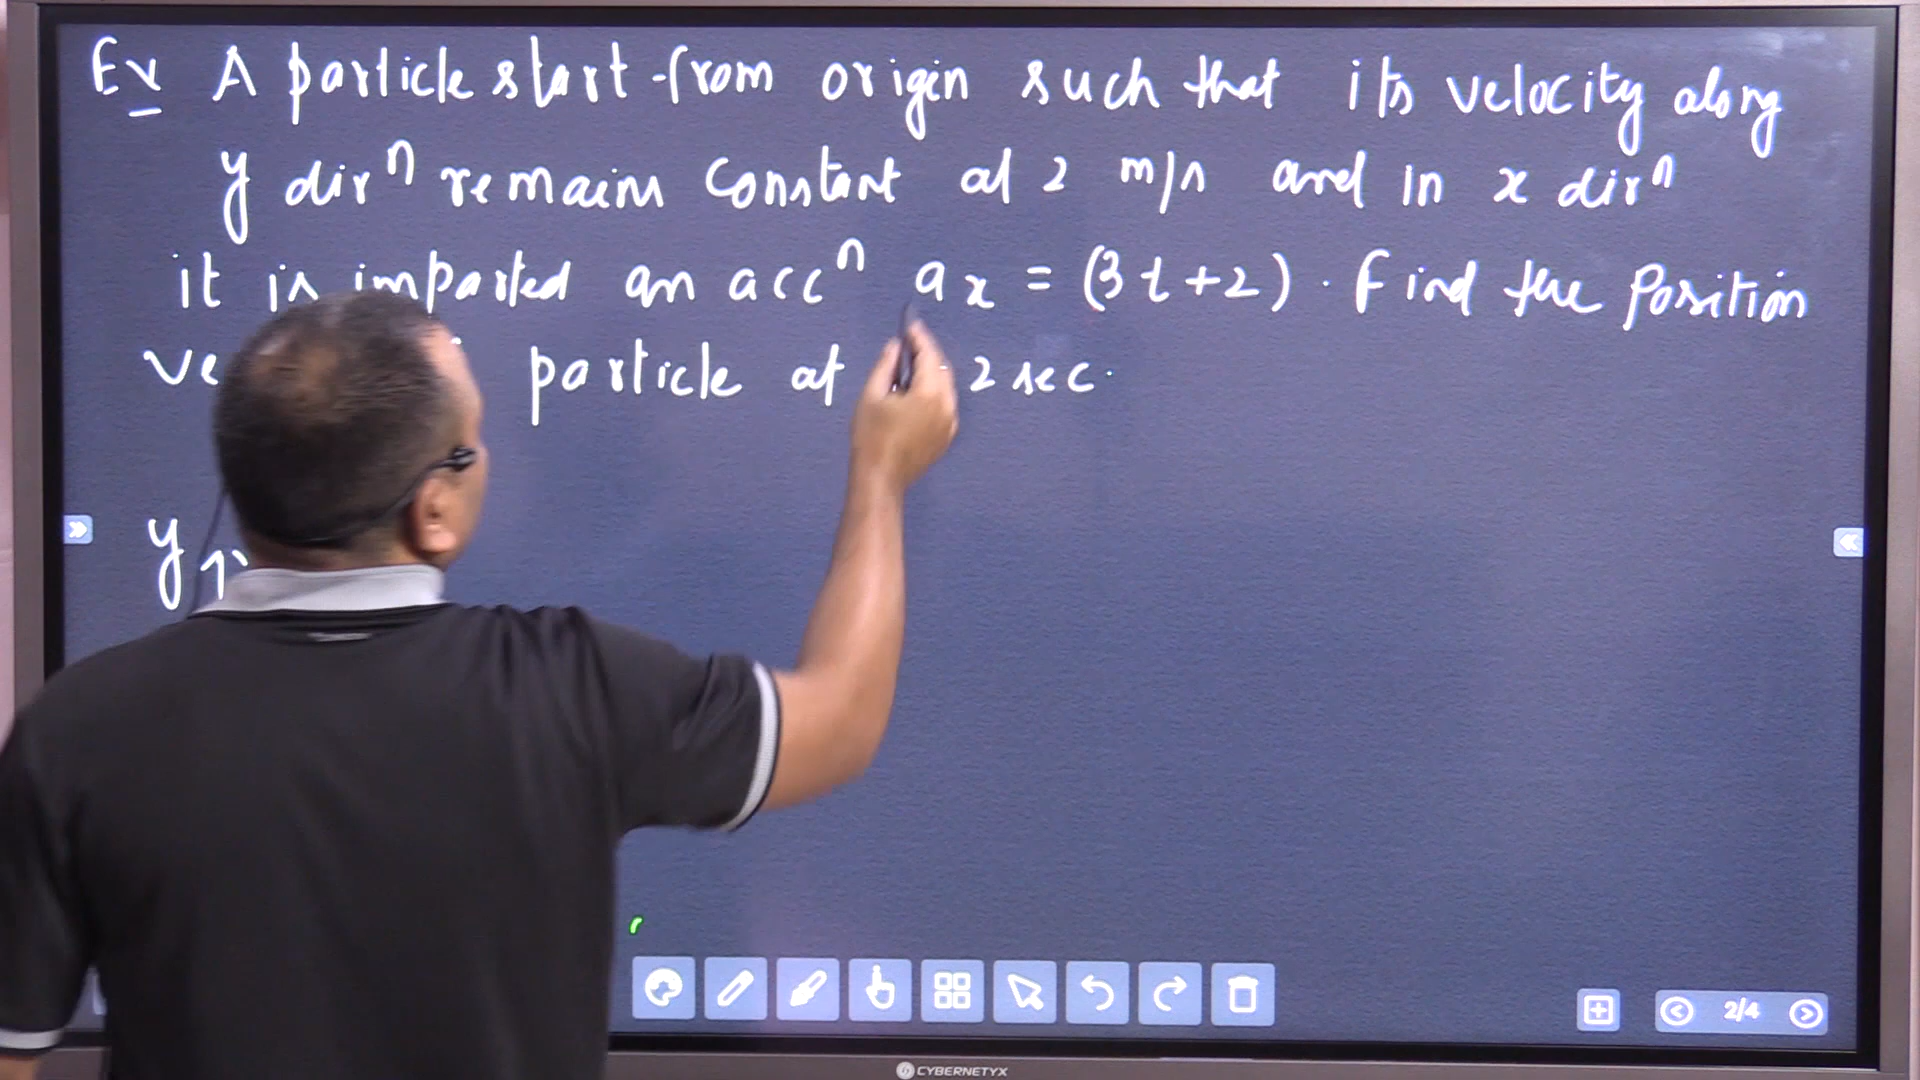 Ex A particle start from origin such that its velocity along
y dirⁿ remains constant at 2 m/s and in x dirⁿ
it is imparted an accⁿ ax = (3t+2). Find the Position
particle at 2 sec.
y
2/4
CYBERNETYX